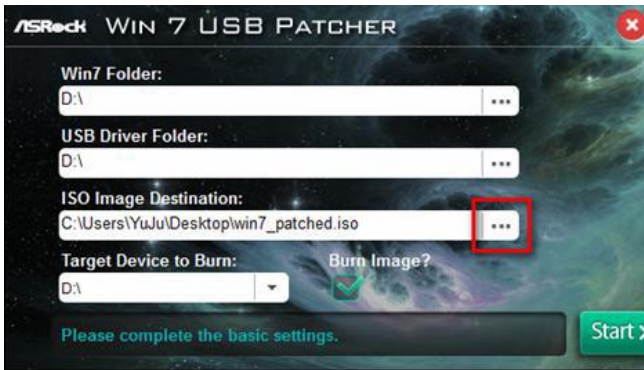 ASRock WIN 7 USB PATCHER
Win7 Folder:
D:\
...
USB Driver Folder:
D:\
...
ISO Image Destination:
C:\Users\YuJu\Desktop\win7_patched.iso
...
Target Device to Burn: Burn Image?
D:\
Please complete the basic settings.
Start